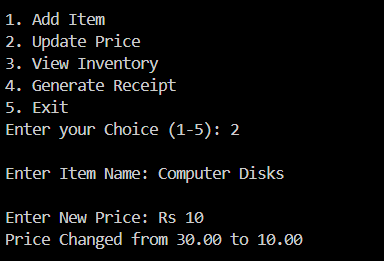 1. Add Item
2. Update Price
3. View Inventory
4. Generate Receipt
5. Exit
Enter your Choice (1-5): 2
Enter Item Name: Computer Disks
Enter New Price: Rs 10
Price Changed from 30.00 to 10.00